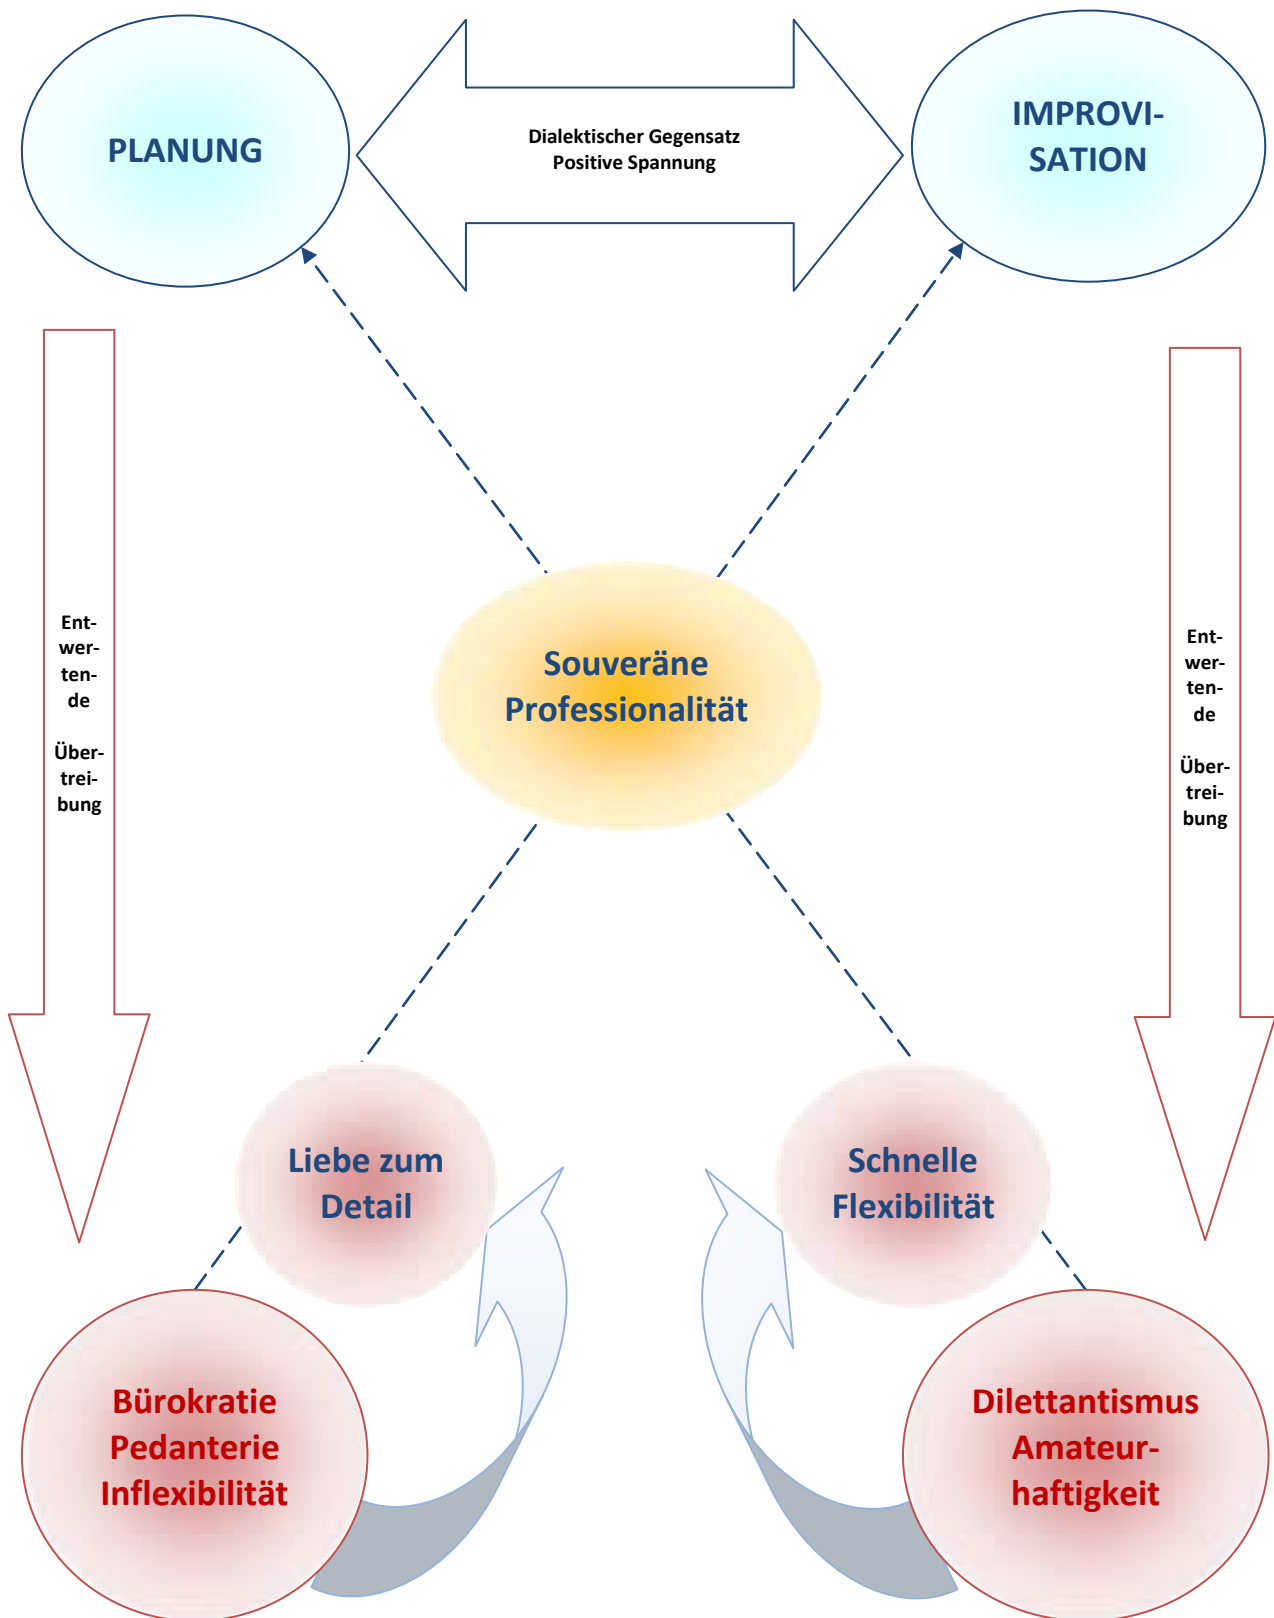 PLANUNG
Dialektischer Gegensatz
Positive Spannung
IMPROVI-
SATION
Ent-
wer-
ten-
de
Über-
trei-
bung
Souveräne
Professionalität
Ent-
wer-
ten-
de
Über-
trei-
bung
Liebe zum
Detail
Schnelle
Flexibilität
Bürokratie
Pedanterie
Inflexibilität
Dilettantismus
Amateur-
haftigkeit